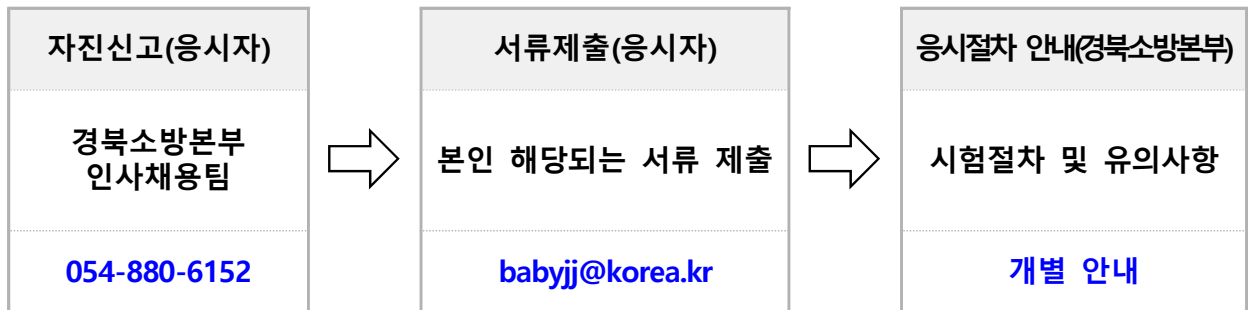 자진신고(응시자)
경북소방본부
인사채용팀
054-880-6152
서류제출(응시자)
본인 해당되는 서류 제출
babyjj@korea.kr
응시절차 안내(경북소방본부)
시험절차 및 유의사항
개별 안내